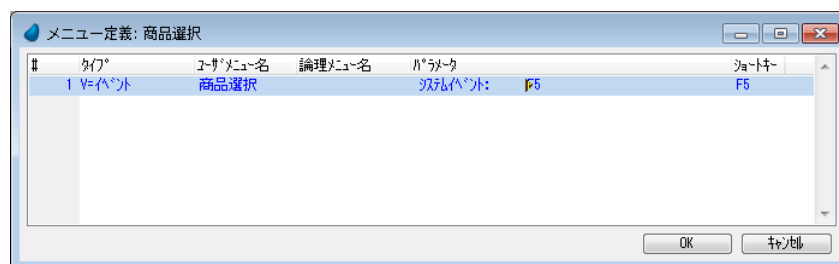 メニュー定義: 商品選択
# ﾀｲﾌﾟ ﾕｰｻﾞﾒﾆｭｰ名 論理ﾒﾆｭｰ名 ﾊﾟﾗﾒｰﾀ ｼｮｰﾄｷｰ
1 V=ｲﾍﾞﾝﾄ 商品選択 ｼｽﾃﾑｲﾍﾞﾝﾄ: F5 F5
OK ｷｬﾝｾﾙ